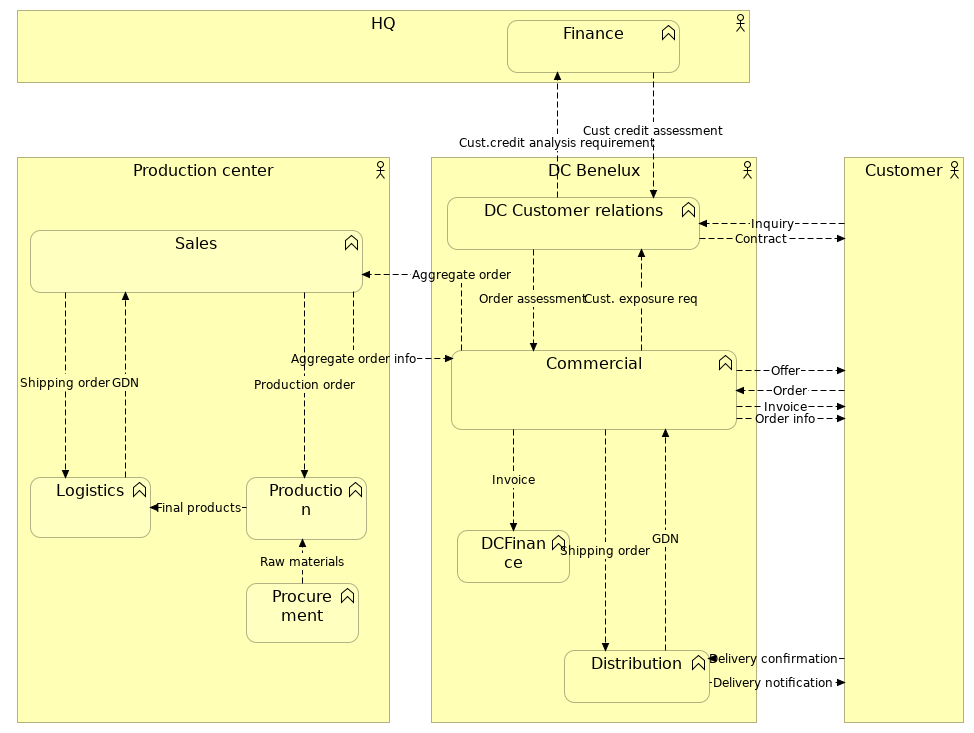 HQ
Finance
Cust credit assessment
Cust.credit analysis requirement
Production center
DC Benelux
Customer
DC Customer relations
Inquiry
Contract
Sales
Aggregate order
Order assessment
Cust. exposure req
Aggregate order info
Commercial
Offer
Order
Invoice
Order info
Shipping order
GDN
Production order
Logistics
Final products
Productio
n
Raw materials
Procure
ment
Invoice
DCFinan
ce
Shipping order
GDN
Distribution
Delivery confirmation
Delivery notification